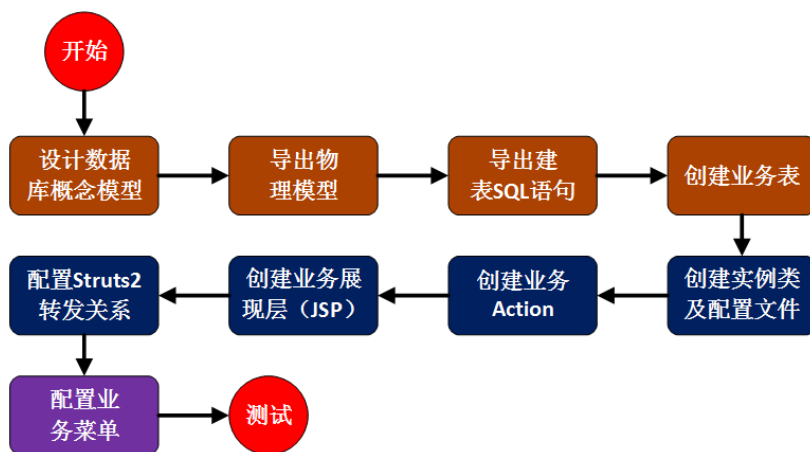 开始
设计数据
库概念模型
导出物
理模型
导出建
表SQL语句
创建业务表
创建实例类
及配置文件
创建业务
Action
创建业务展
现层（JSP）
配置Struts2
转发关系
配置业
务菜单
测试